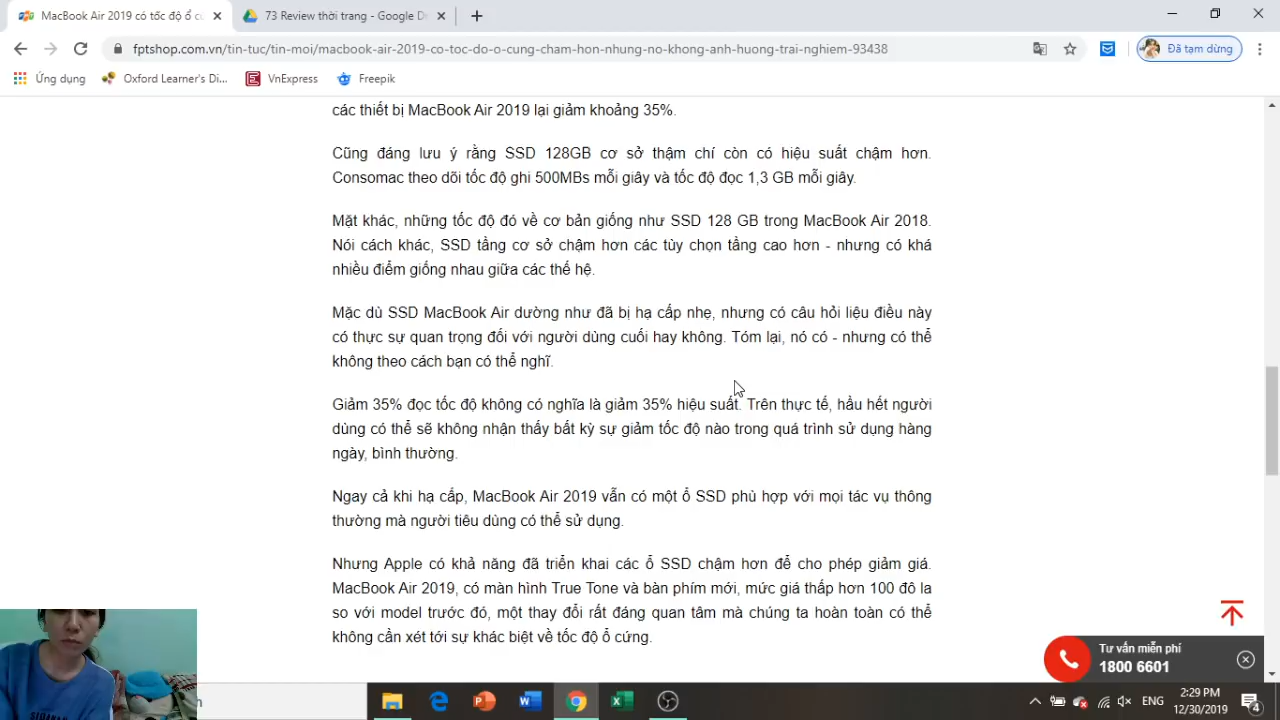 MacBook Air 2019 có tốc độ ổ c
73 Review thời trang - Google D
fptshop.com.vn/tin-tuc/tin-moi/macbook-air-2019-co-toc-do-o-cung-cham-hon-nhung-no-khong-anh-huong-trai-nghiem-93438
Đã tạm dừng
Ứng dụng
Oxford Learner's Di...
VnExpress
Freepik
các thiết bị MacBook Air 2019 lại giảm khoảng 35%.
Cũng đáng lưu ý rằng SSD 128GB cơ sở thậm chí còn có hiệu suất chậm hơn.
Consomac theo dõi tốc độ ghi 500MBs mỗi giây và tốc độ đọc 1,3 GB mỗi giây.
Mặt khác, những tốc độ đó về cơ bản giống như SSD 128 GB trong MacBook Air 2018.
Nói cách khác, SSD tầng cơ sở chậm hơn các tùy chọn tầng cao hơn - nhưng có khá
nhiều điểm giống nhau giữa các thế hệ.
Mặc dù SSD MacBook Air dường như đã bị hạ cấp nhẹ, nhưng có câu hỏi liệu điều này
có thực sự quan trọng đối với người dùng cuối hay không. Tóm lại, nó có - nhưng có thể
không theo cách bạn có thể nghĩ.
Giảm 35% đọc tốc độ không có nghĩa là giảm 35% hiệu suất. Trên thực tế, hầu hết người
dùng có thể sẽ không nhận thấy bất kỳ sự giảm tốc độ nào trong quá trình sử dụng hàng
ngày, bình thường.
Ngay cả khi hạ cấp, MacBook Air 2019 vẫn có một ổ SSD phù hợp với mọi tác vụ thông
thường mà người tiêu dùng có thể sử dụng.
Nhưng Apple có khả năng đã triển khai các ổ SSD chậm hơn để cho phép giảm giá.
MacBook Air 2019, có màn hình True Tone và bàn phím mới, mức giá thấp hơn 100 đô la
so với model trước đó, một thay đổi rất đáng quan tâm mà chúng ta hoàn toàn có thể
không cần xét tới sự khác biệt về tốc độ ổ cứng.
Tư vấn miễn phí
1800 6601
ENG
2:29 PM
12/30/2019
4